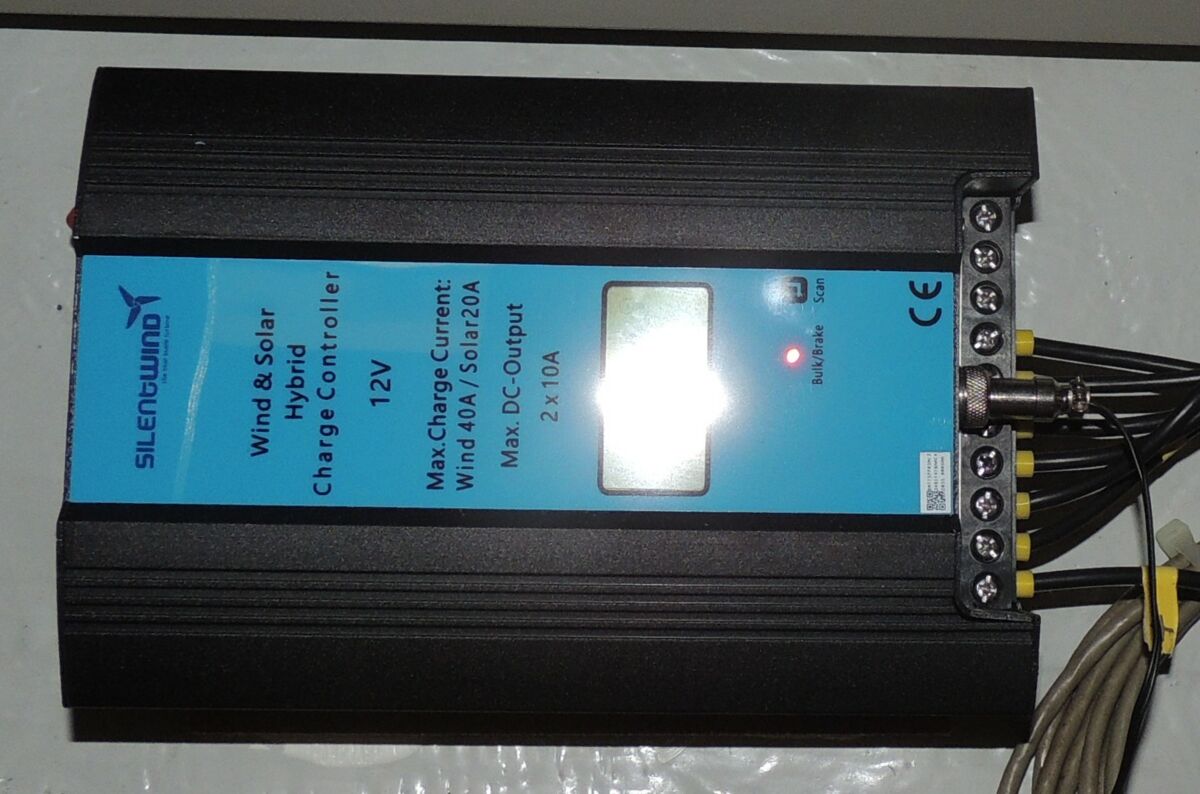 SILENtWIND
Wind & Solar
Hybrid
Charge Controller
12V
Max.Charge Current:
Wind 40A / Solar20A
Max. DC-Output
2 x 10A
Bulk/Brake
Scan
CE